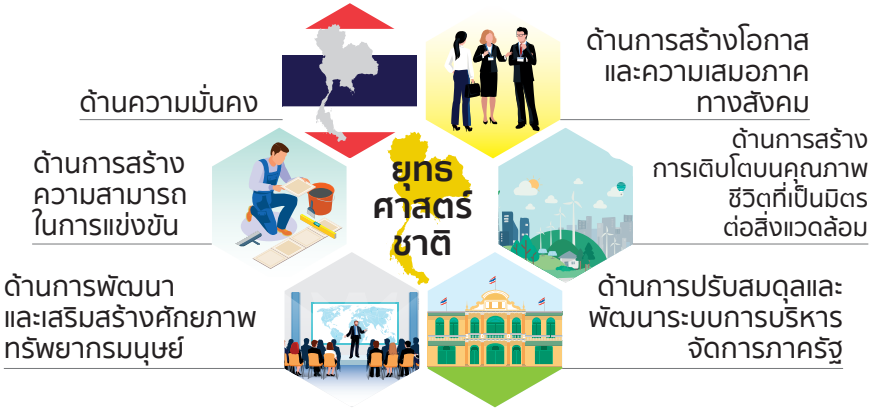 ด้านความมั่นคง
ด้านการสร้าง
ความสามารถ
ในการแข่งขัน
ด้านการพัฒนา
และเสริมสร้างศักยภาพ
ทรัพยากรมนุษย์
ยุทธ
ศาสตร์
ชาติ
ด้านการสร้างโอกาส
และความเสมอภาค
ทางสังคม
ด้านการสร้าง
การเติบโตบนคุณภาพ
ชีวิตที่เป็นมิตร
ต่อสิ่งแวดล้อม
ด้านการปรับสมดุลและ
พัฒนาระบบการบริหาร
จัดการภาครัฐ